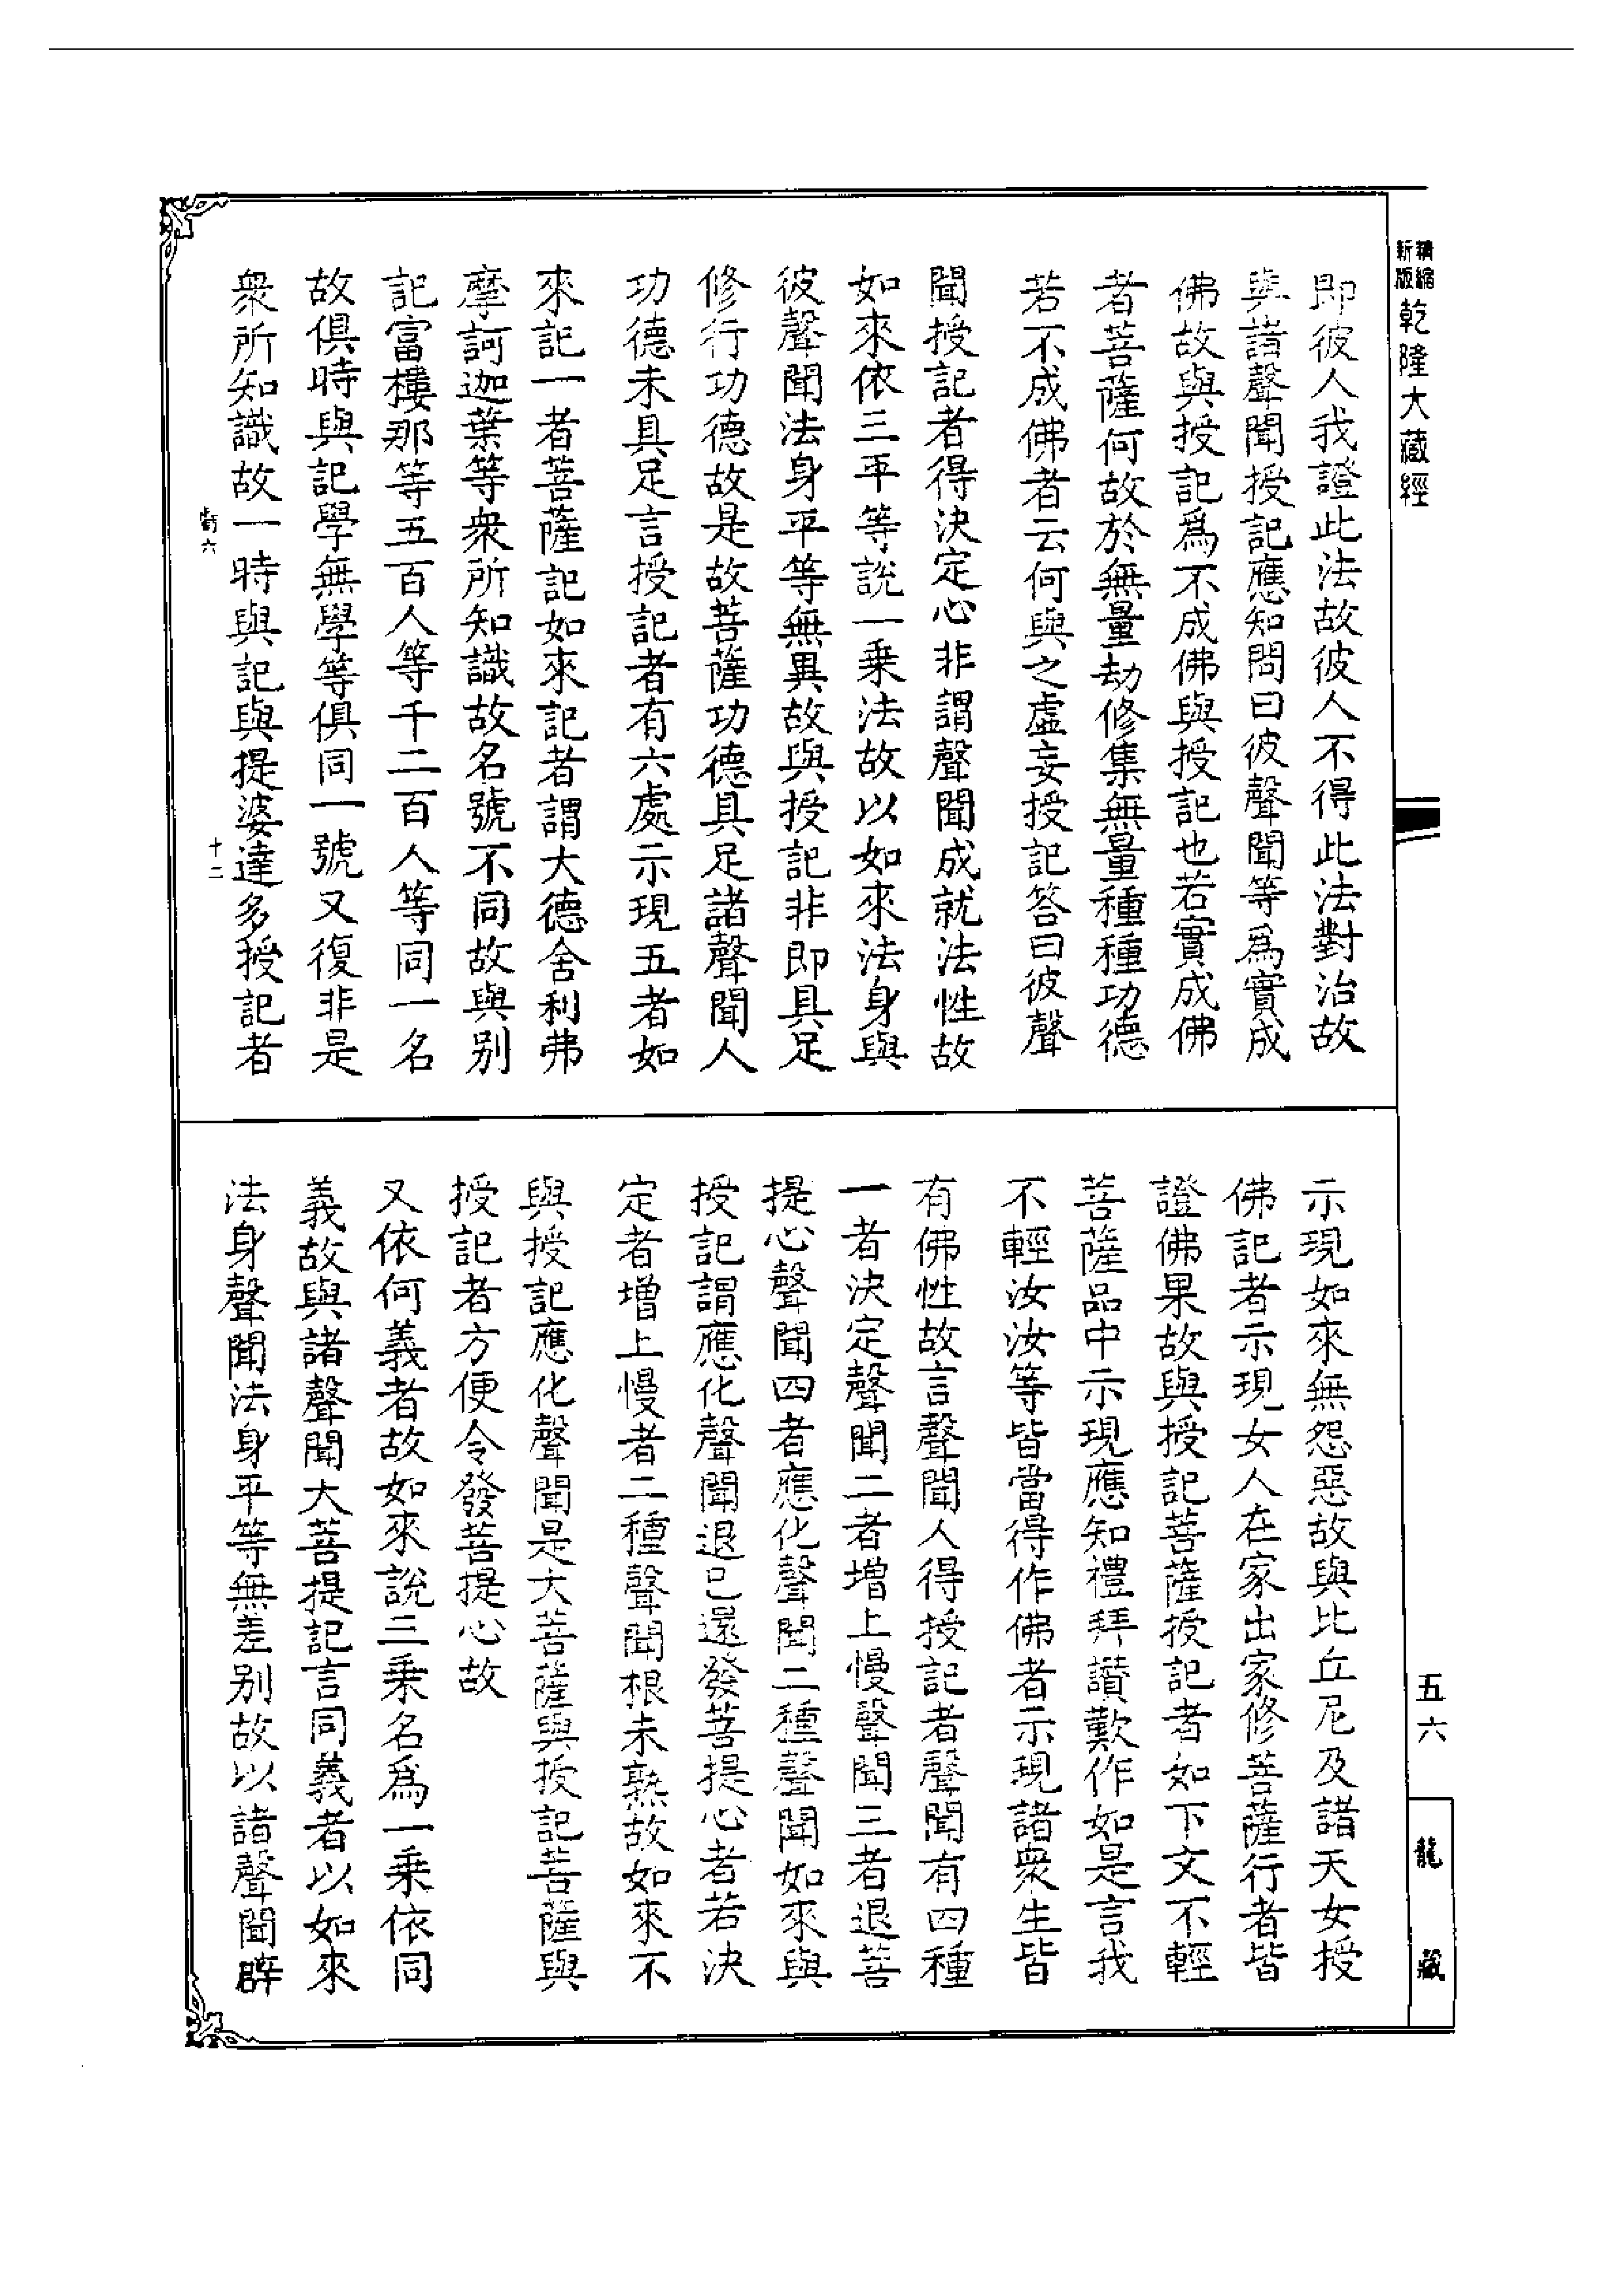 精縮
新版
乾隆大藏經
即彼人我證此法故彼人不得此法對治故
與諸聲聞授記應知問曰彼聲聞等爲實成
佛故與授記爲不成佛與授記也若實成佛
者菩薩何故於無量劫修集無量種種功德
若不成佛者云何與之虛妄授記答曰彼聲
聞授記者得決定心非謂聲聞成就法性故
如來依三平等說一乗法故以如來法身與
彼聲聞法身平等無異故與授記非即具足
修行功德故是故菩薩功德具足諸聲聞人
功德未具足言授記者有六處示現五者如
來記一者菩薩記如來記者謂大德舍利弗
摩訶迦葉等衆所知識故名號不同故與别
記富樓那等五百人等千二百人等同一名
故俱時與記學無學等俱同一號又復非是
衆所知識故一時與記與提婆達多授記者
六
十二
示現如來無怨惡故與比丘尼及諸天女授
佛記者示現女人在家出家修菩薩行者皆
證佛果故與授記菩薩授記者如下文不輕
菩薩品中示現應知禮拜讃歎作如是言我
不輕汝汝等皆當得作佛者示現諸衆生皆
有佛性故言聲聞人得授記者聲聞有四種
一者決定聲聞二者增上慢聲聞三者退菩
提心聲聞四者應化聲聞二種聲聞如來與
授記謂應化聲聞退已還發菩提心者若決
定者增上慢者二種聲聞根未熟故如來不
與授記應化聲聞是大菩薩與授記菩薩與
授記者方便令發菩提心故
又依何義者故如來說三乗名爲一乗依同
義故與諸聲聞大菩提記言同義者以如來
法身聲聞法身平等無差别故以諸聲聞辟
五六
龍藏